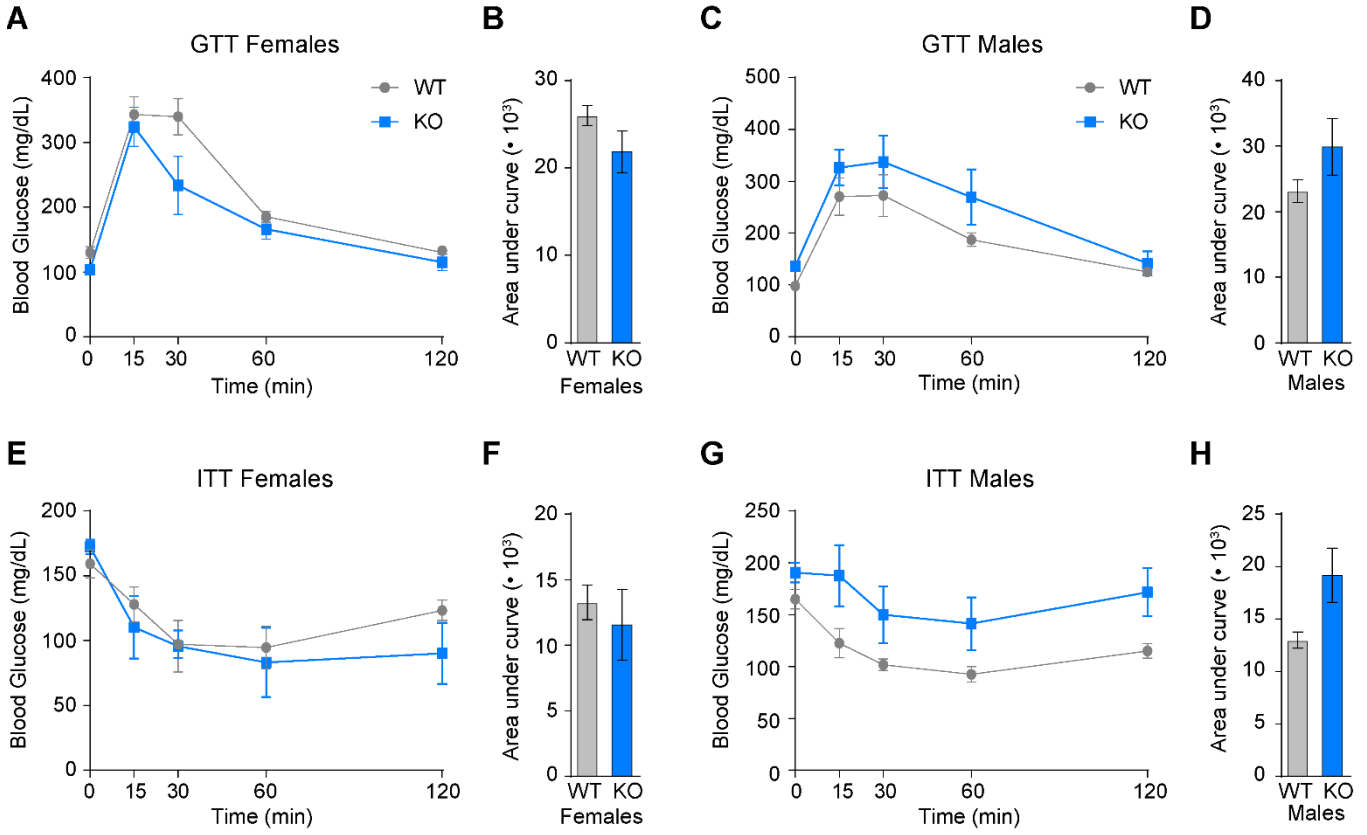 A
GTT Females
Blood Glucose (mg/dL)
400
300
200
100
0
0 15 30 60 120
Time (min)
WT
KO
B
Area under curve (• 10³)
30
20
10
0
WT KO
Females
C
GTT Males
Blood Glucose (mg/dL)
500
400
300
200
100
0
0 15 30 60 120
Time (min)
WT
KO
D
Area under curve (• 10³)
40
30
20
10
0
WT KO
Males
E
ITT Females
Blood Glucose (mg/dL)
200
150
100
50
0
0 15 30 60 120
Time (min)
F
Area under curve (• 10³)
20
15
10
5
0
WT KO
Females
G
ITT Males
Blood Glucose (mg/dL)
250
200
150
100
50
0
0 15 30 60 120
Time (min)
H
Area under curve (• 10³)
25
20
15
10
5
0
WT KO
Males